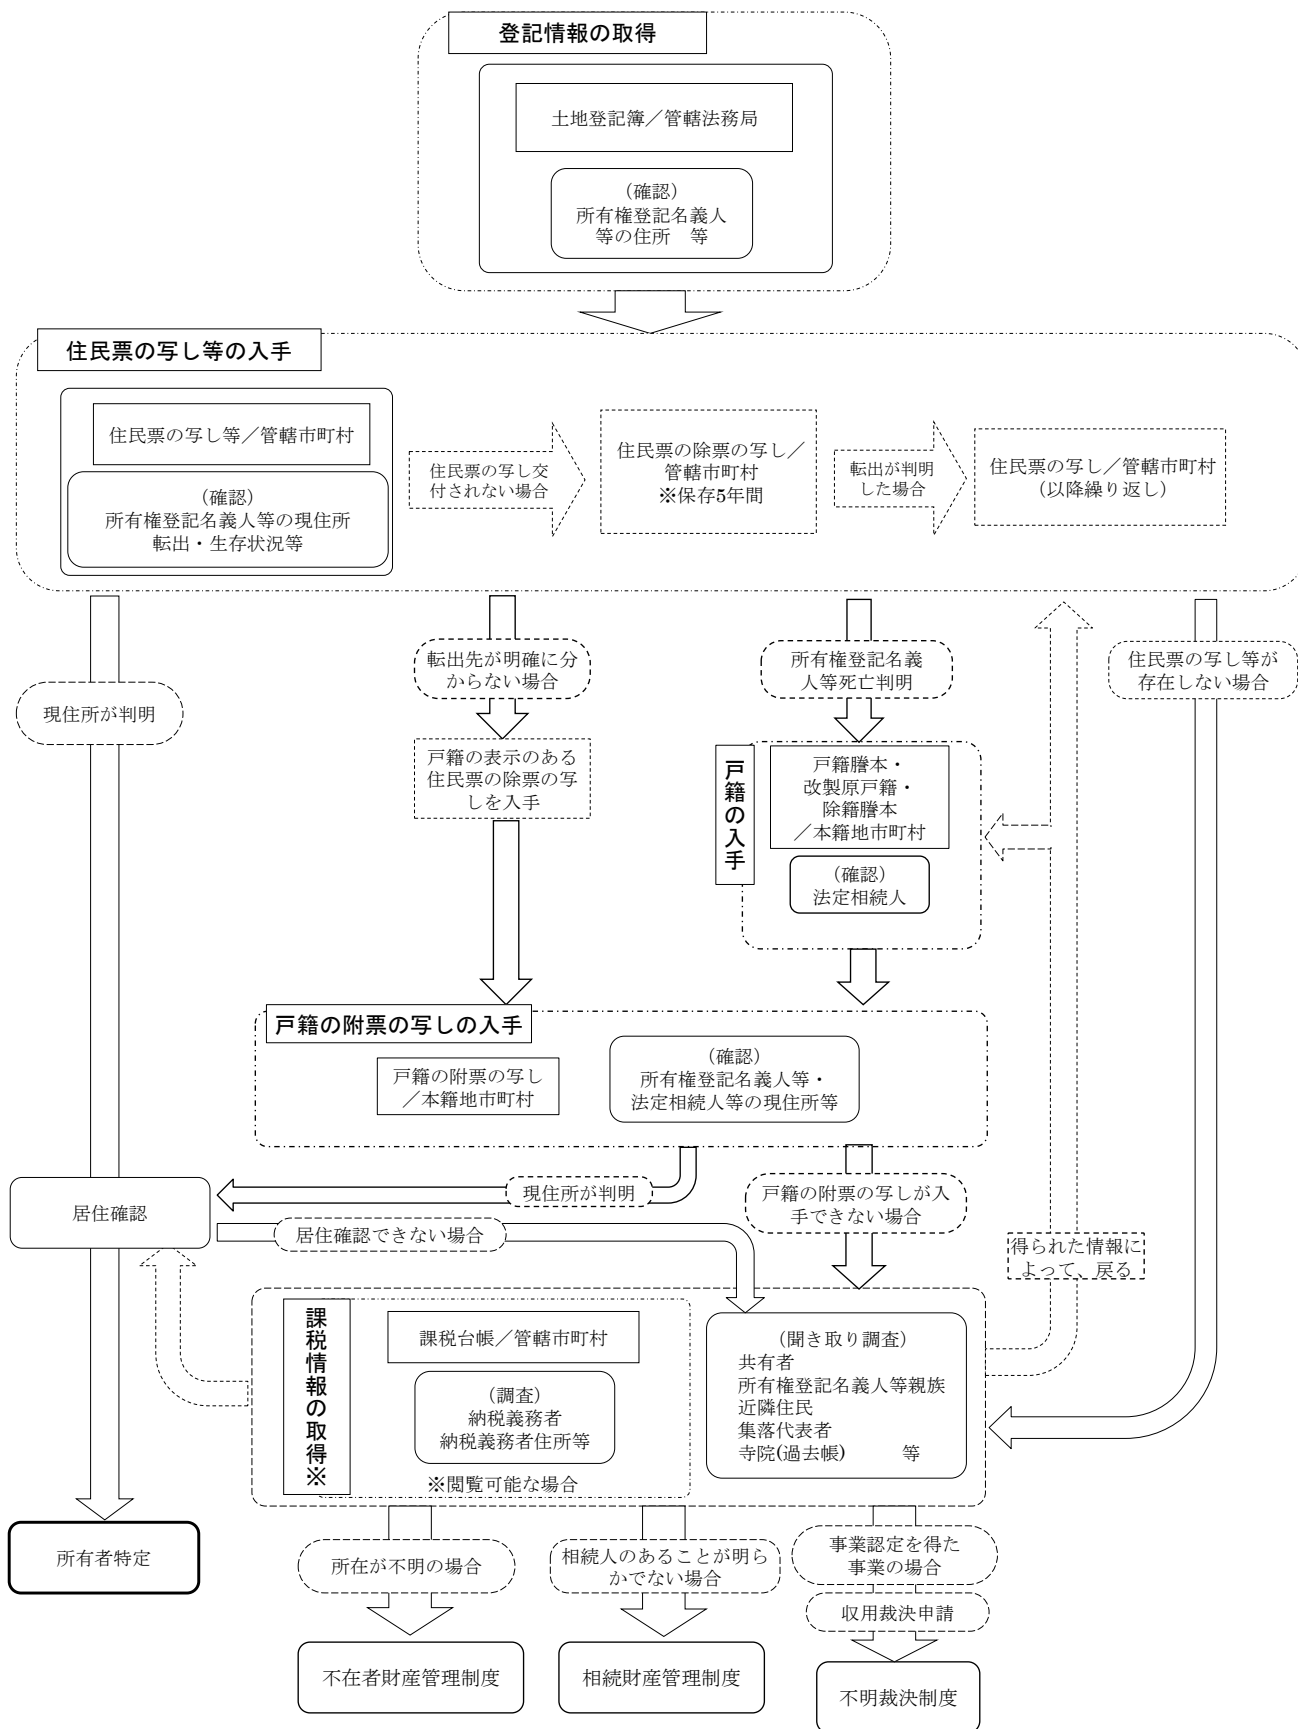 登記情報の取得
土地登記簿／管轄法務局
（確認）
所有権登記名義人
等の住所　等
住民票の写し等の入手
住民票の写し等／管轄市町村
（確認）
所有権登記名義人等の現住所
転出・生存状況等
住民票の写し交
付されない場合
住民票の除票の写し／
管轄市町村
※保存5年間
転出が判明
した場合
住民票の写し／管轄市町村
（以降繰り返し）
現住所が判明
転出先が明確に分
からない場合
所有権登記名義
人等死亡判明
住民票の写し等が
存在しない場合
戸籍の表示のある
住民票の除票の写
しを入手
戸籍の入手
戸籍謄本・
改製原戸籍・
除籍謄本
／本籍地市町村
（確認）
法定相続人
戸籍の附票の写しの入手
戸籍の附票の写し
／本籍地市町村
（確認）
所有権登記名義人等・
法定相続人等の現住所等
現住所が判明
戸籍の附票の写しが入
手できない場合
居住確認
居住確認できない場合
得られた情報に
よって、戻る
課税情報の取得※
課税台帳／管轄市町村
（調査）
納税義務者
納税義務者住所等
※閲覧可能な場合
（聞き取り調査）
共有者
所有権登記名義人等親族
近隣住民
集落代表者
寺院(過去帳)　　　等
所有者特定
所在が不明の場合
相続人のあることが明ら
かでない場合
事業認定を得た
事業の場合
収用裁決申請
不在者財産管理制度
相続財産管理制度
不明裁決制度